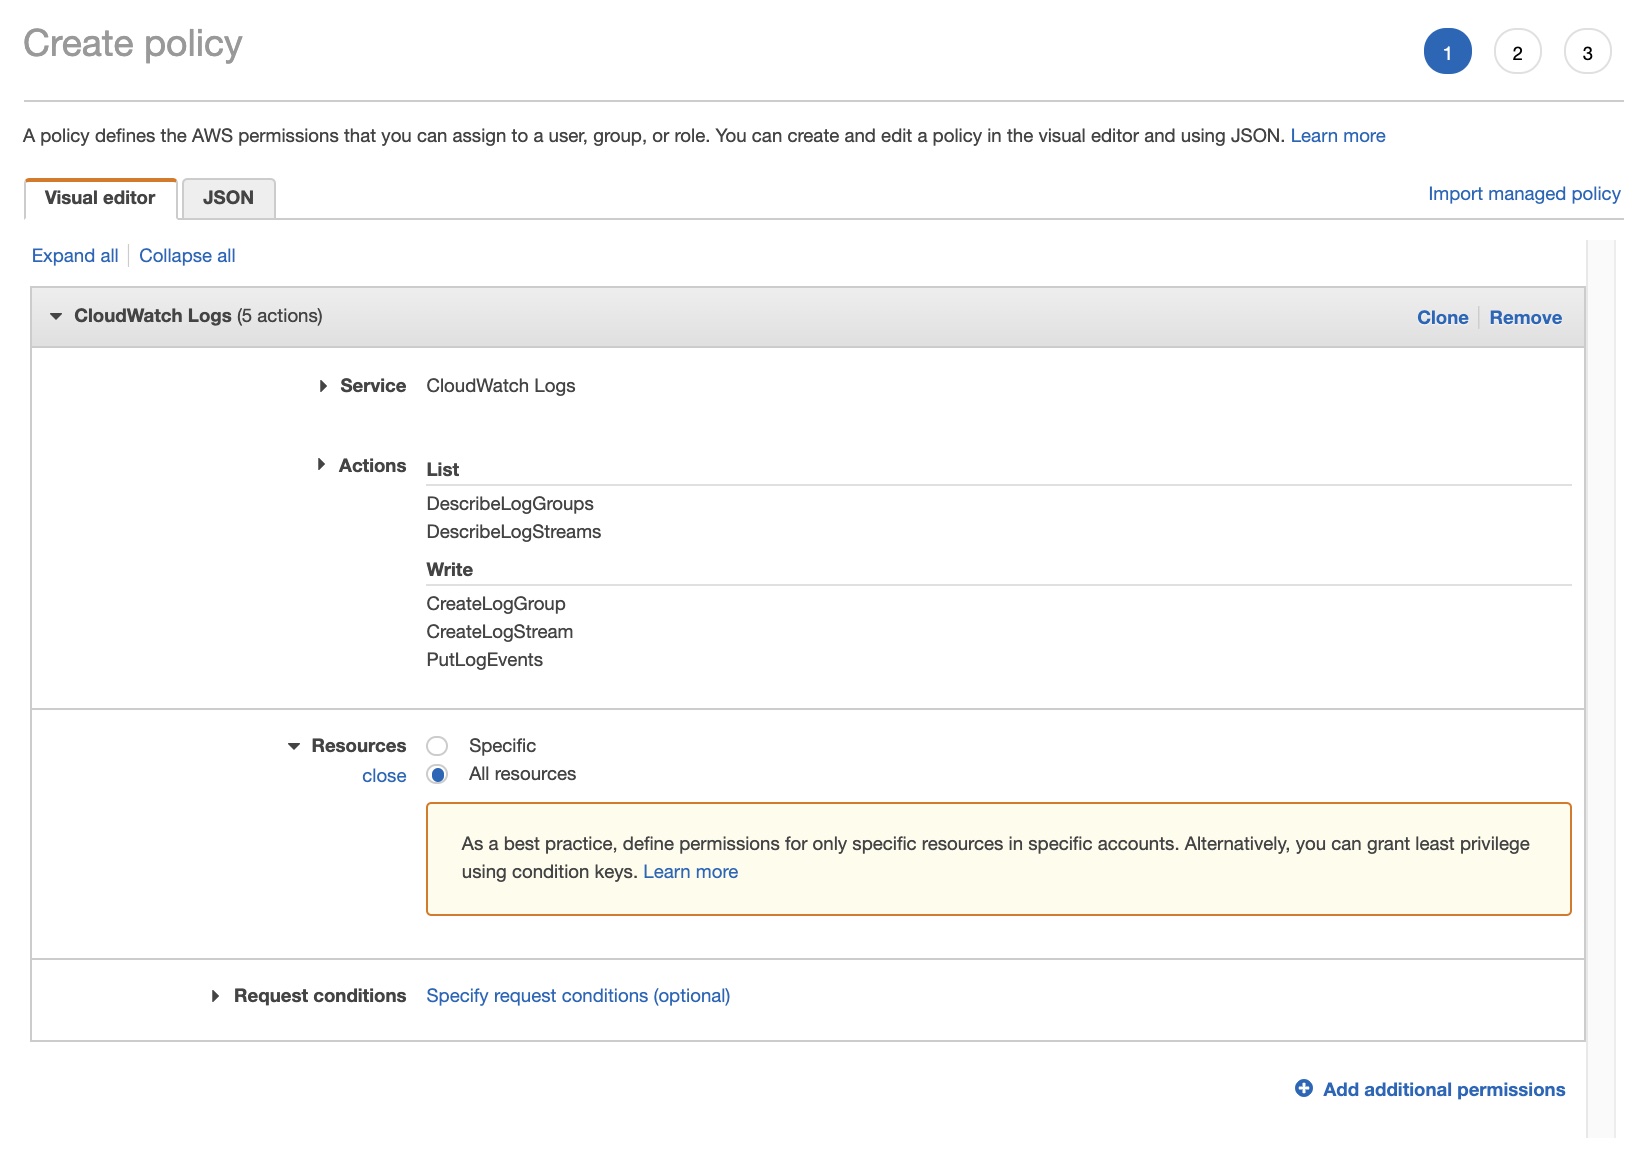 Create policy
1
2
3
A policy defines the AWS permissions that you can assign to a user, group, or role. You can create and edit a policy in the visual editor and using JSON. Learn more
Visual editor
JSON
Import managed policy
Expand all
Collapse all
CloudWatch Logs (5 actions)
Clone
Remove
Service
CloudWatch Logs
Actions
List
DescribeLogGroups
DescribeLogStreams
Write
CreateLogGroup
CreateLogStream
PutLogEvents
Resources
Specific
close
All resources
As a best practice, define permissions for only specific resources in specific accounts. Alternatively, you can grant least privilege
using condition keys. Learn more
Request conditions
Specify request conditions (optional)
Add additional permissions